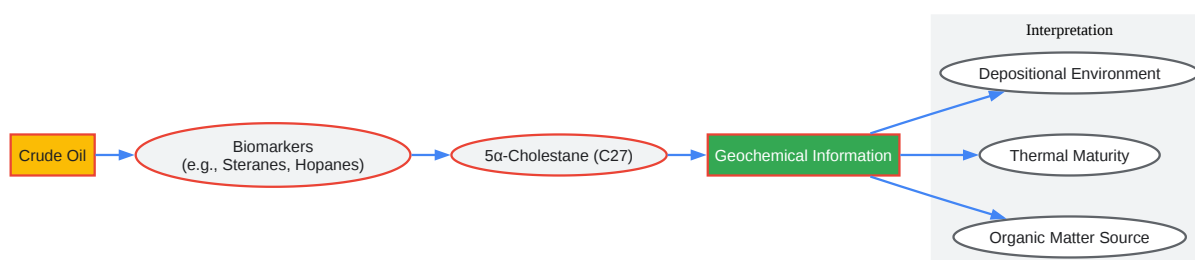 Interpretation
Depositional Environment
Crude Oil
Biomarkers
(e.g., Steranes, Hopanes)
5α-Cholestane (C27)
Geochemical Information
Thermal Maturity
Organic Matter Source